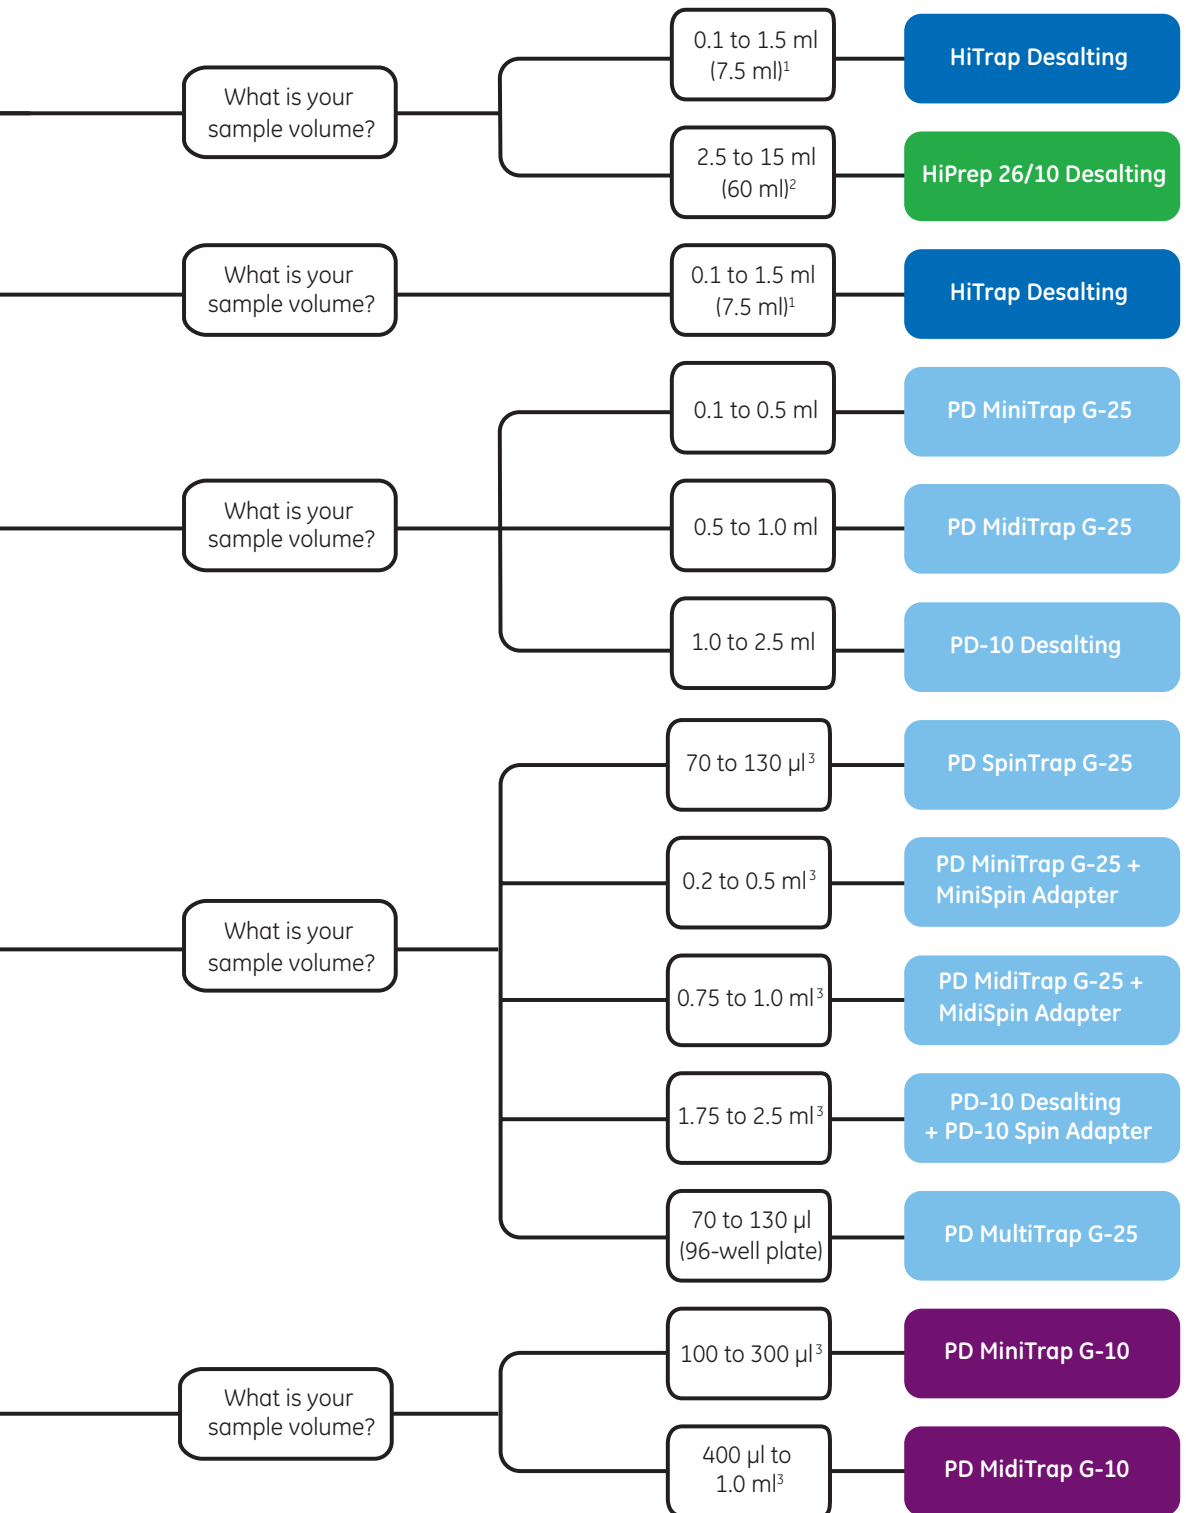 What is your
sample volume?
0.1 to 1.5 ml
(7.5 ml)¹
HiTrap Desalting
2.5 to 15 ml
(60 ml)²
HiPrep 26/10 Desalting
What is your
sample volume?
0.1 to 1.5 ml
(7.5 ml)¹
HiTrap Desalting
What is your
sample volume?
0.1 to 0.5 ml
PD MiniTrap G-25
0.5 to 1.0 ml
PD MidiTrap G-25
1.0 to 2.5 ml
PD-10 Desalting
What is your
sample volume?
70 to 130 µl³
PD SpinTrap G-25
0.2 to 0.5 ml³
PD MiniTrap G-25 +
MiniSpin Adapter
0.75 to 1.0 ml³
PD MidiTrap G-25 +
MidiSpin Adapter
1.75 to 2.5 ml³
PD-10 Desalting
+ PD-10 Spin Adapter
70 to 130 µl
(96-well plate)
PD MultiTrap G-25
What is your
sample volume?
100 to 300 µl³
PD MiniTrap G-10
400 µl to
1.0 ml³
PD MidiTrap G-10